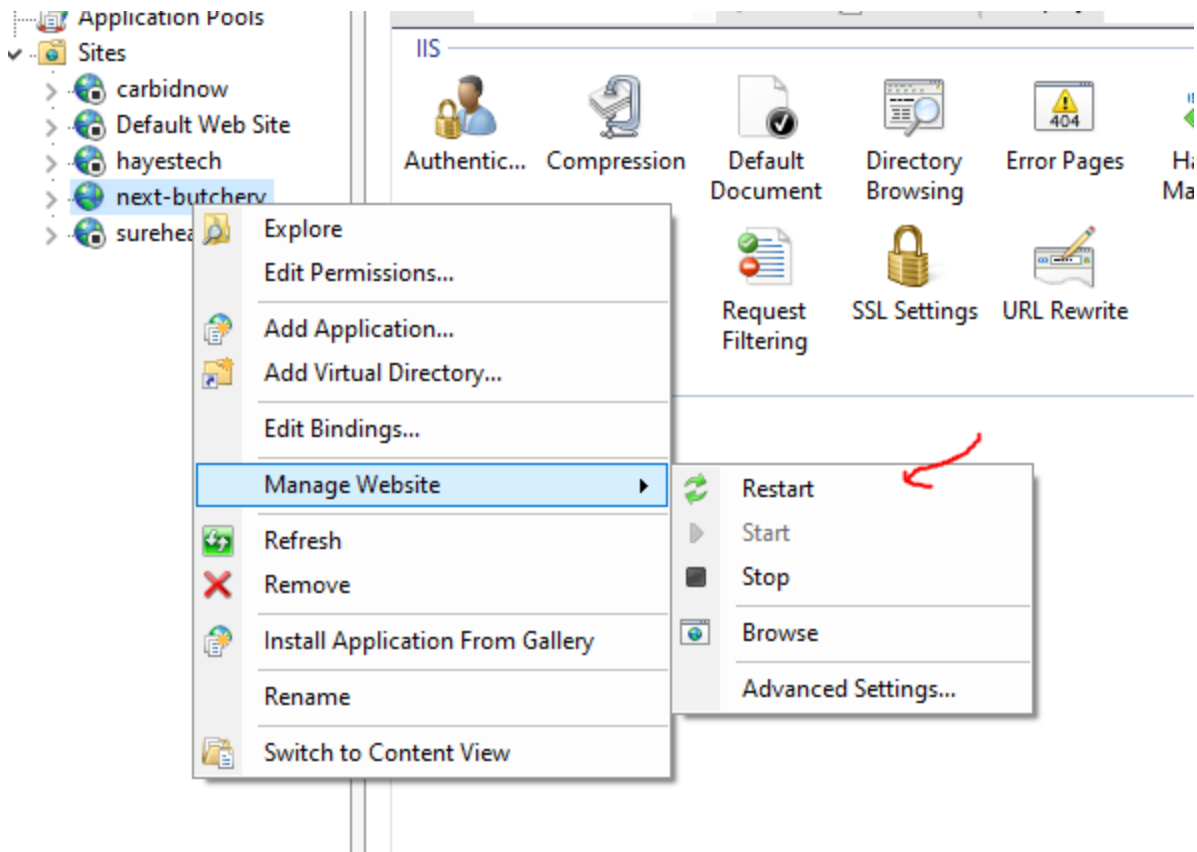 Application Pools
Sites
carbidnow
Default Web Site
hayestech
next-butchery
IIS
Authentic...
Compression
Default
Document
Directory
Browsing
404
Error Pages
Request
Filtering
SSL Settings
URL Rewrite
Explore
Edit Permissions...
Add Application...
Add Virtual Directory...
Edit Bindings...
Manage Website
Refresh
Remove
Install Application From Gallery
Rename
Switch to Content View
Restart
Start
Stop
Browse
Advanced Settings...